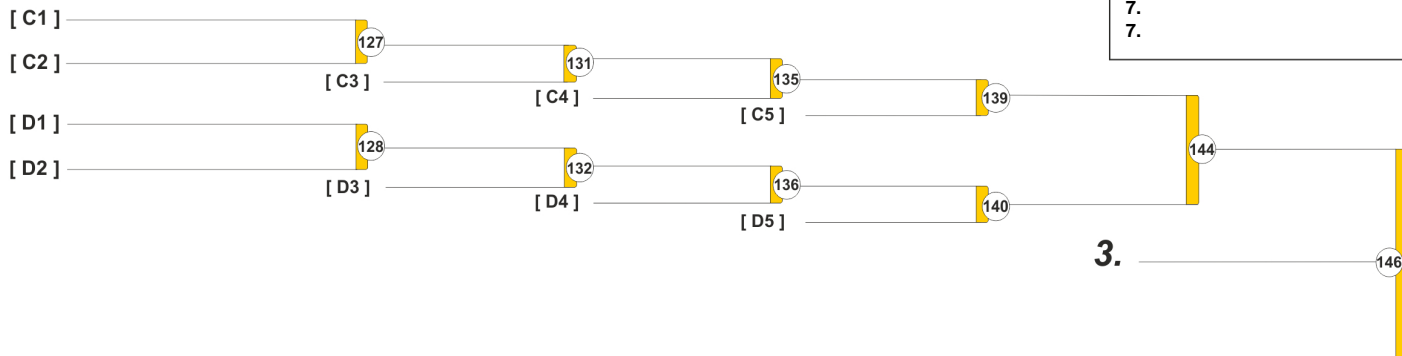 7.
7.
[ C1 ]
127
[ C2 ]
131
[ C3 ]
135
[ C4 ]
139
[ C5 ]
[ D1 ]
128
144
[ D2 ]
132
[ D3 ]
136
[ D4 ]
140
[ D5 ]
3.
146